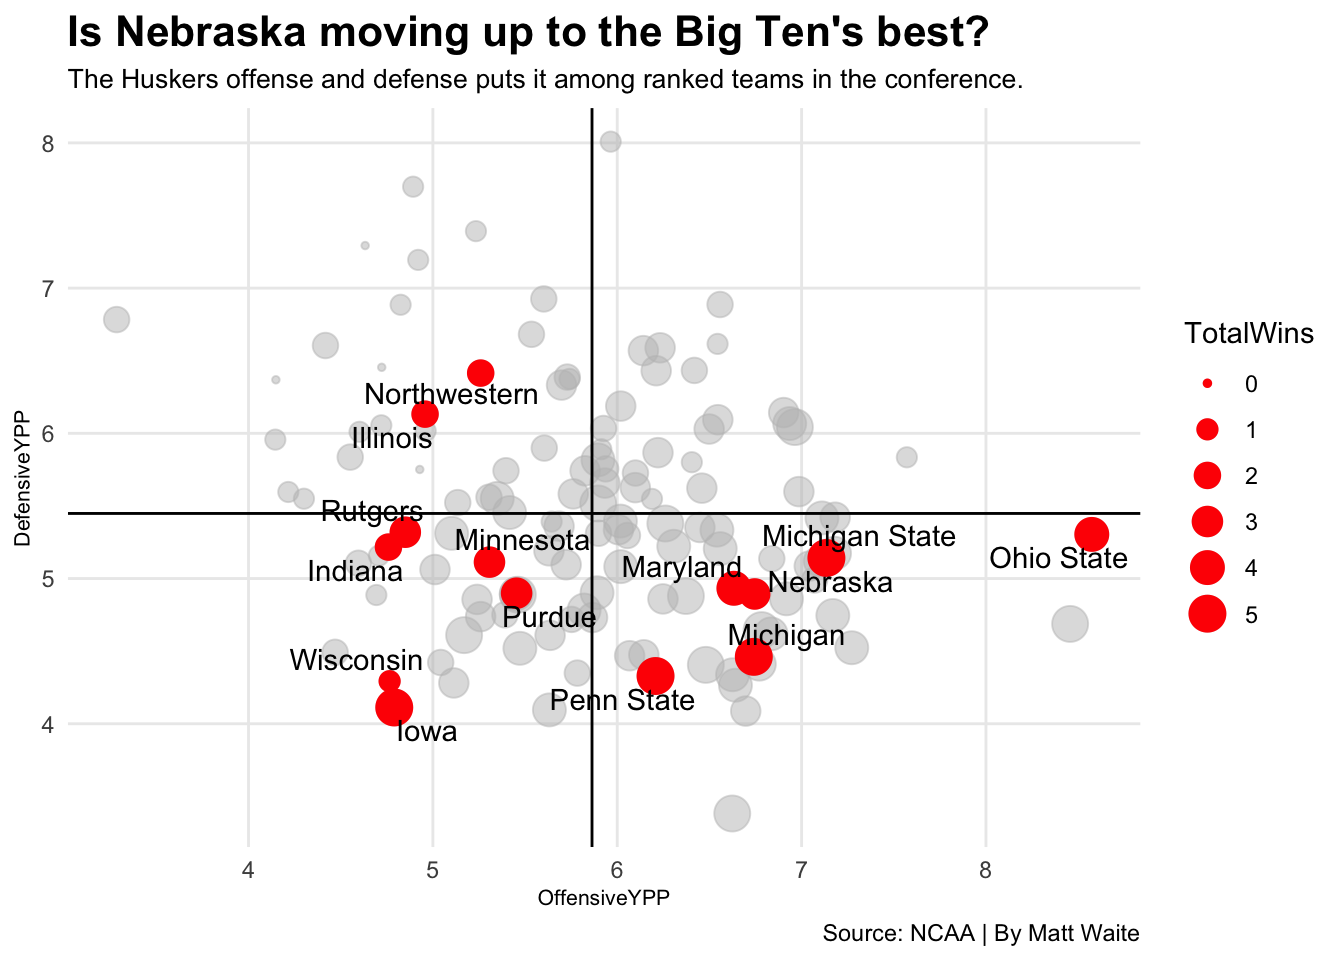 Is Nebraska moving up to the Big Ten's best?
The Huskers offense and defense puts it among ranked teams in the conference.
8
7
6
5
4
DefensiveYPP
Northwestern
Illinois
Rutgers
Minnesota
Indiana
Purdue
Wisconsin
Iowa
Michigan State
Ohio State
Maryland
Nebraska
Michigan
Penn State
4
5
6
7
8
OffensiveYPP
TotalWins
0
1
2
3
4
5
Source: NCAA | By Matt Waite